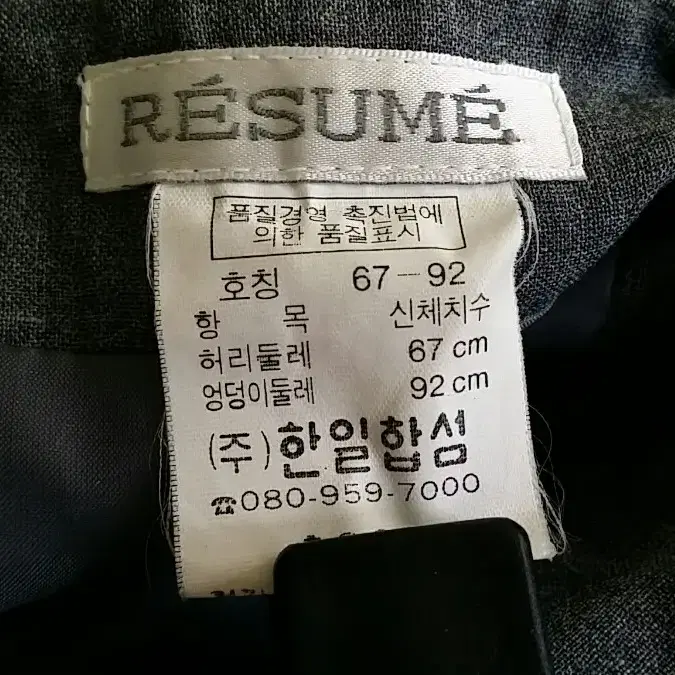 RÉSUMÉ
품질경영 촉진법에
의한 품질표시
호칭 67-92
항 목 신체치수
허리둘레 67 cm
엉덩이둘레 92 cm
(주)한일합섬
☎080-959-7000